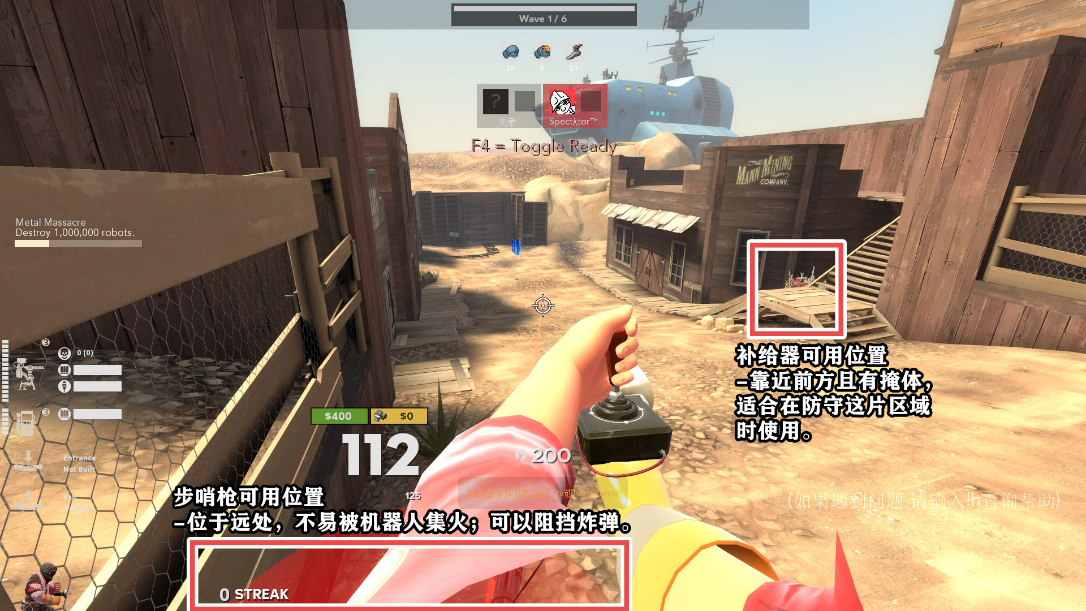 Wave 1 / 6
?
Spectator™
F4 = Toggle Ready
MANN MINING
COMPANY.
Metal Massacre
Destroy 1,000,000 robots.
0 (0)
补给器可用位置
-靠近前方且有掩体，
适合在防守这片区域
时使用。
$400
$0
112
200
Entrance
Not Built
125
步哨枪可用位置
-位于远处，不易被机器人集火；可以阻挡炸弹。
0 STREAK